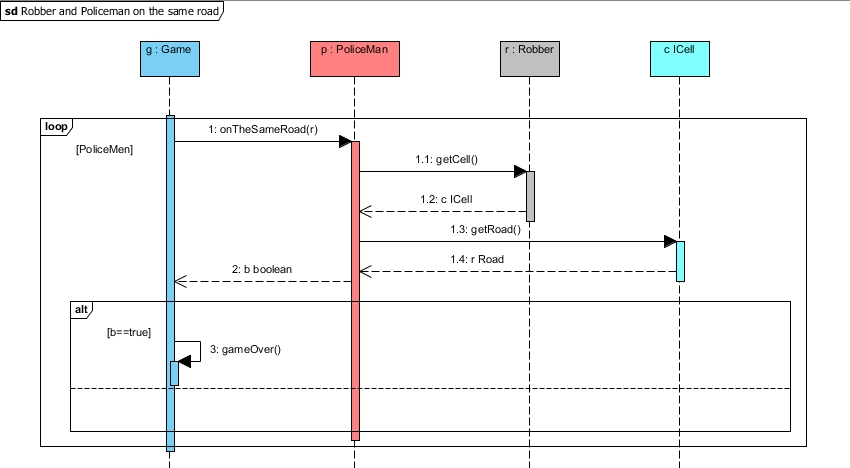 sd Robber and Policeman on the same road
g : Game
p : PoliceMan
r : Robber
c ICell
loop
1: onTheSameRoad(r)
[PoliceMen]
1.1: getCell()
1.2: c ICell
1.3: getRoad()
1.4: r Road
2: b boolean
alt
[b==true]
3: gameOver()